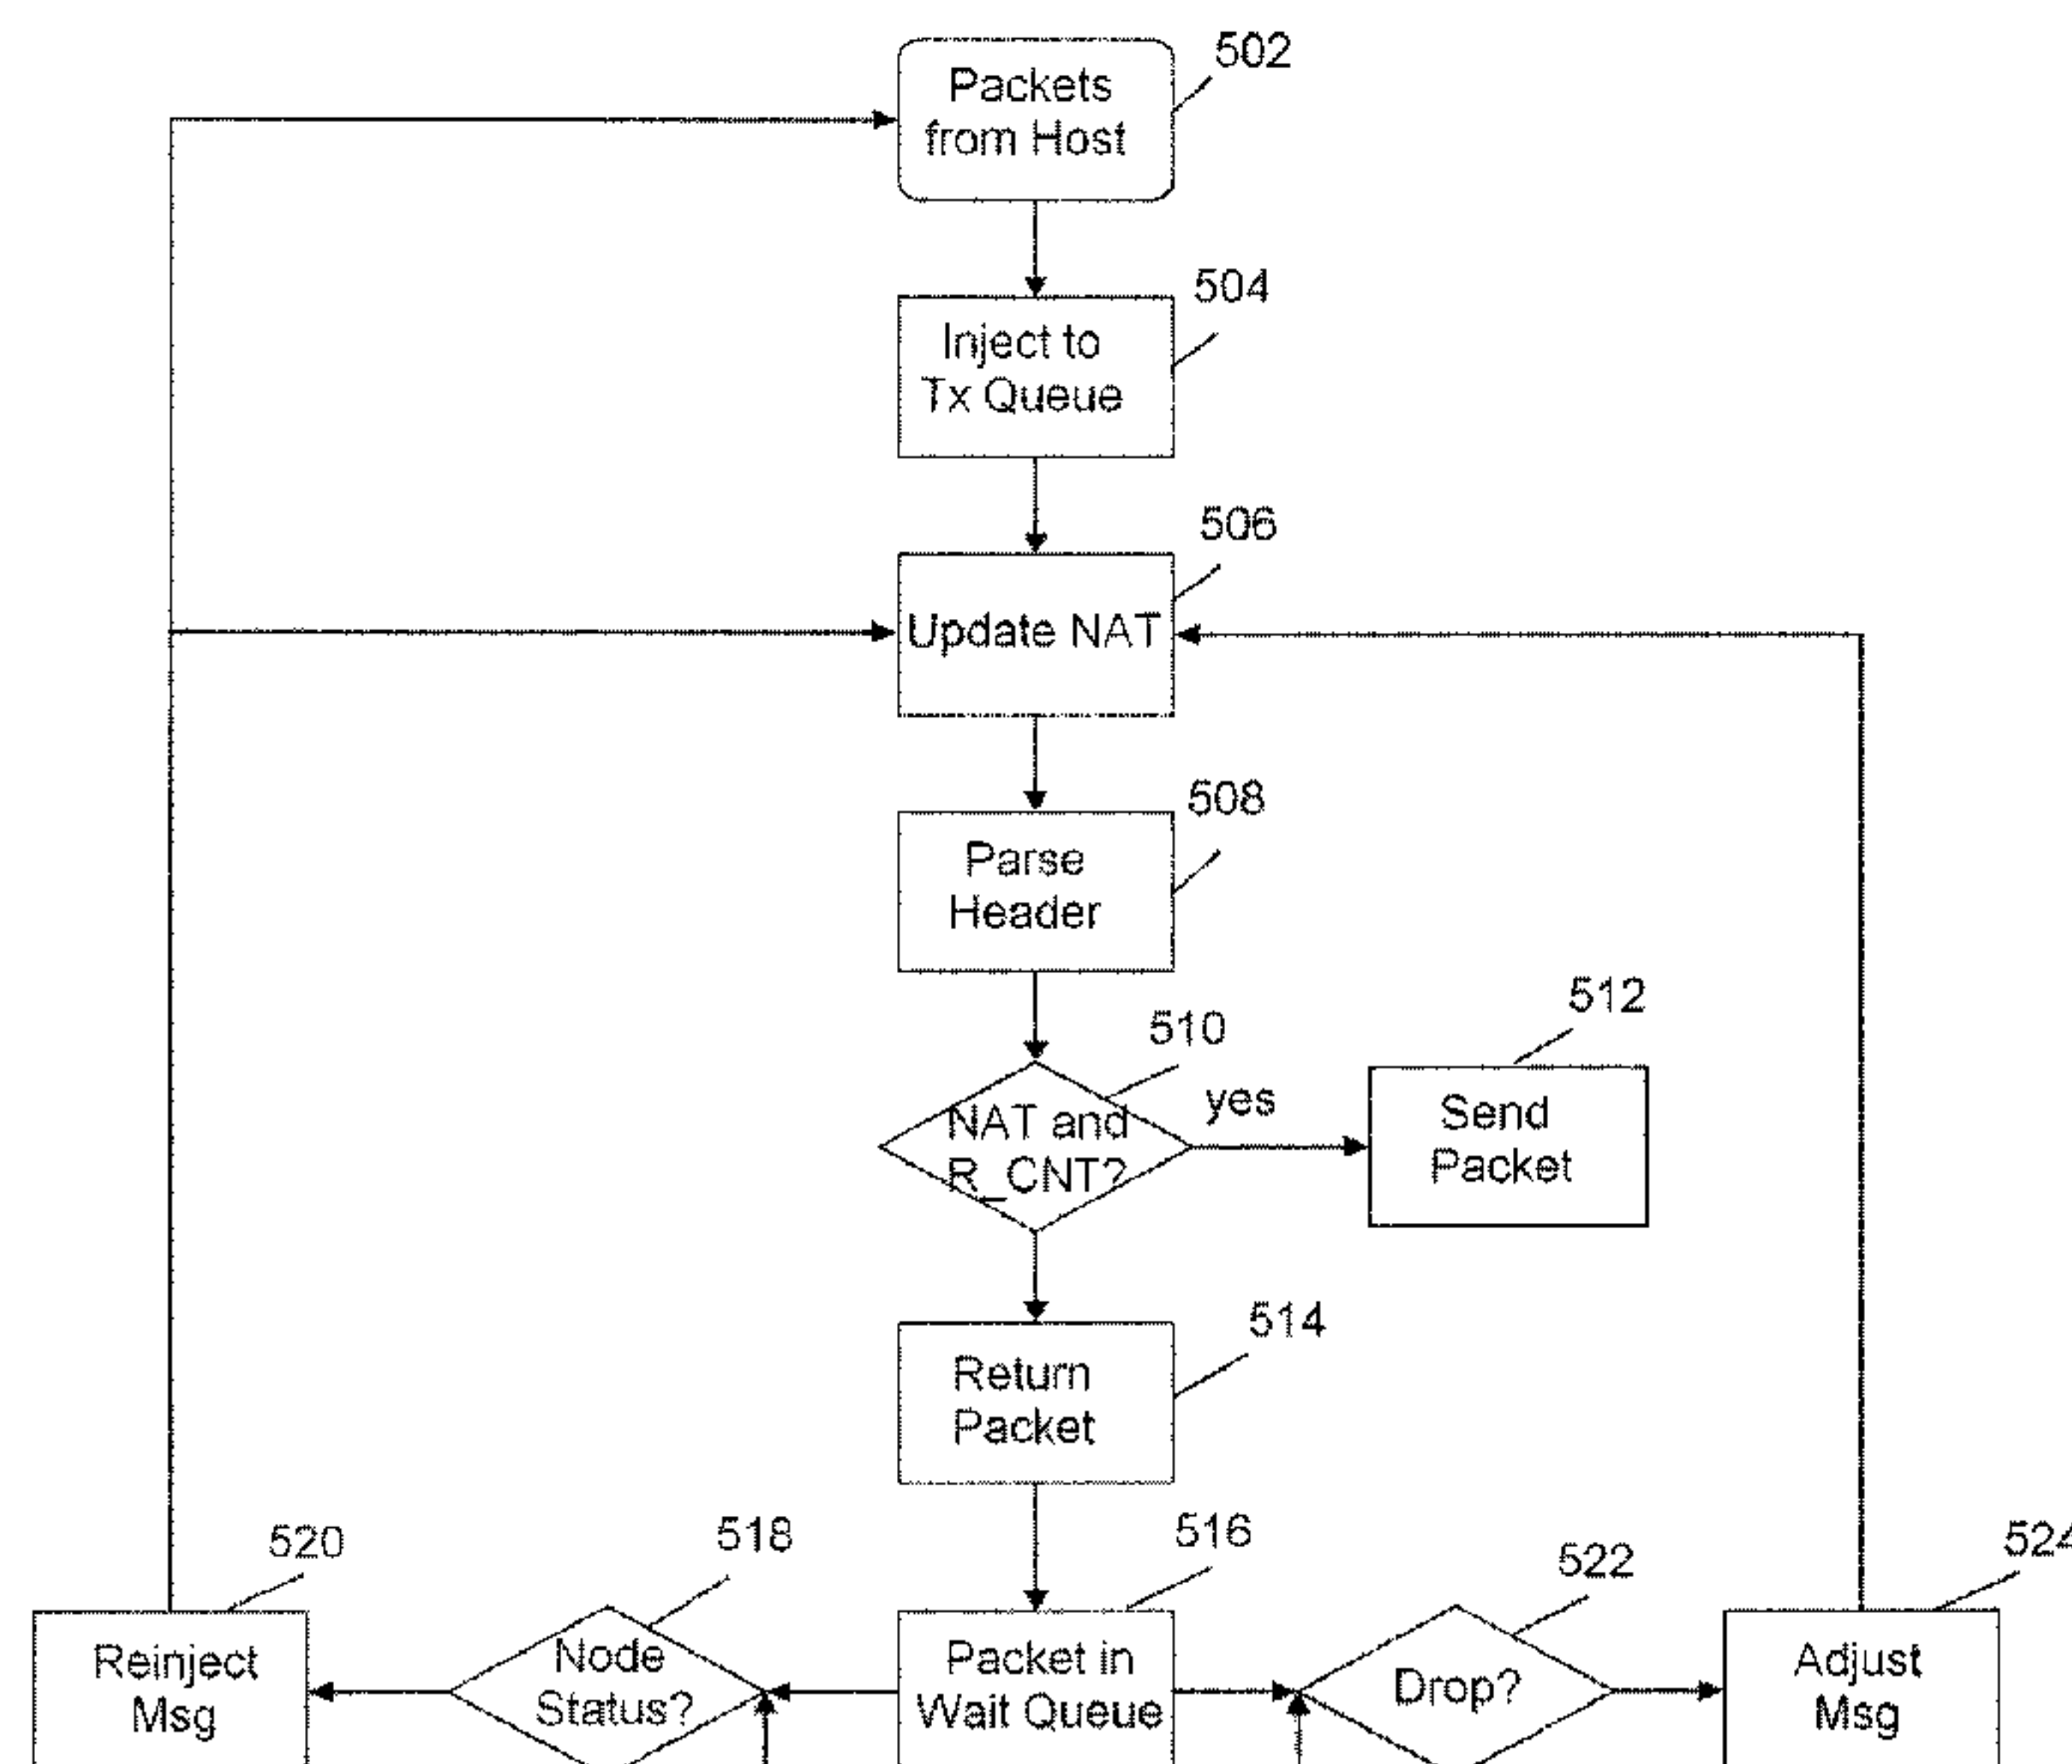 502
Packets
from Host
504
Inject to
Tx Queue
506
Update NAT
508
Parse
Header
510
512
NAT and
R_CNT?
yes
Send
Packet
514
Return
Packet
520
518
516
522
524
Reinject
Msg
Node
Status?
Packet in
Wait Queue
Drop?
Adjust
Msg